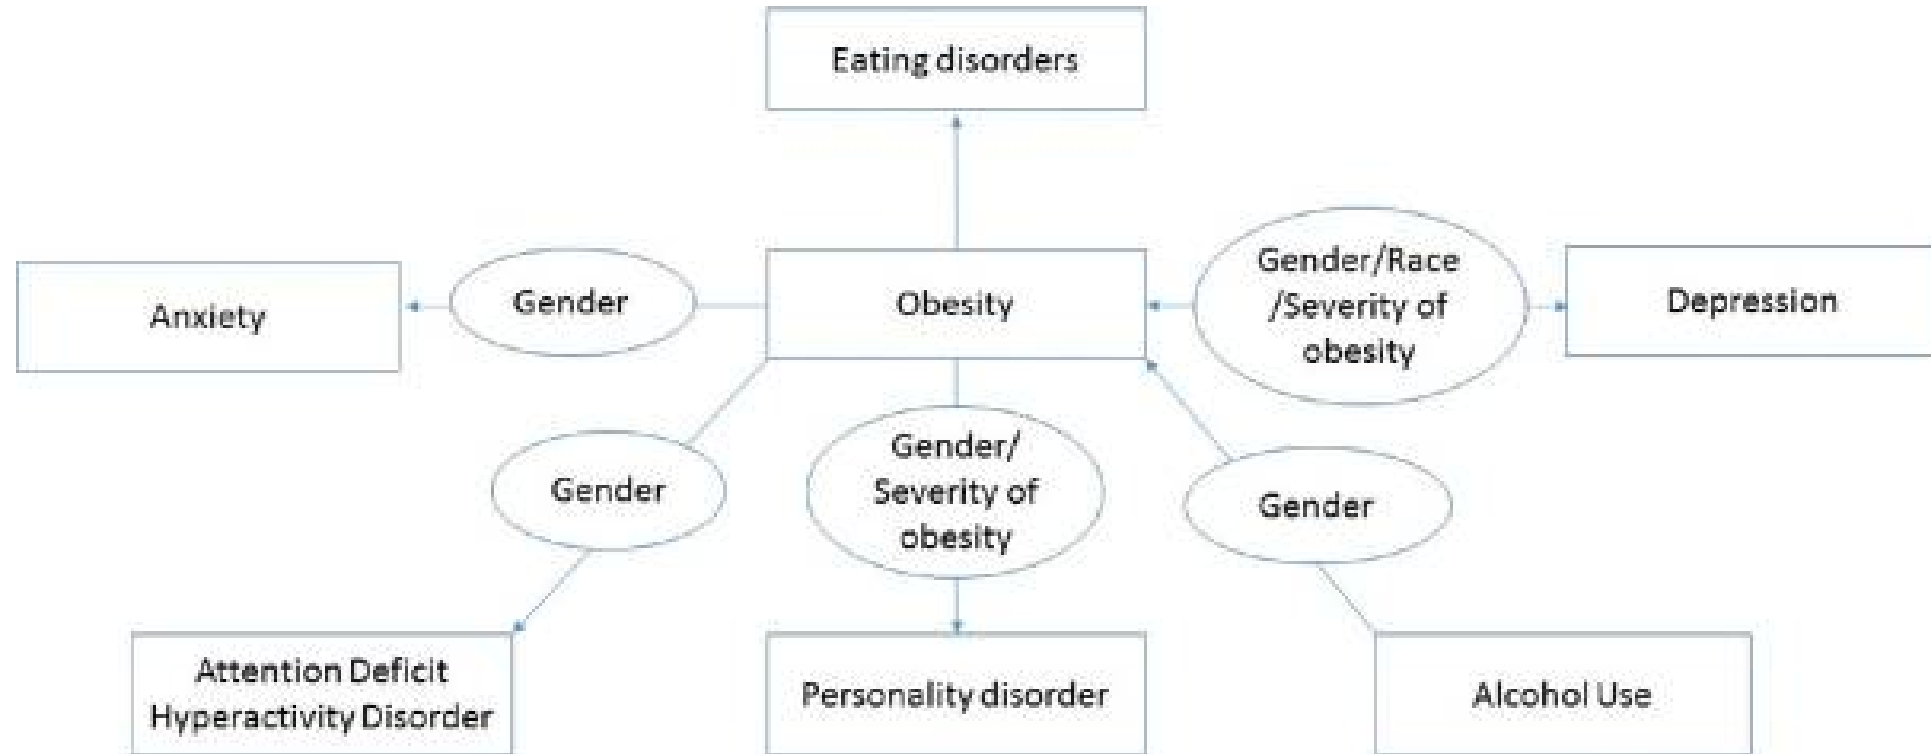 Eating disorders
Anxiety
Gender
Obesity
Gender/Race
/Severity of
obesity
Depression
Gender
Gender/
Severity of
obesity
Gender
Attention Deficit
Hyperactivity Disorder
Personality disorder
Alcohol Use